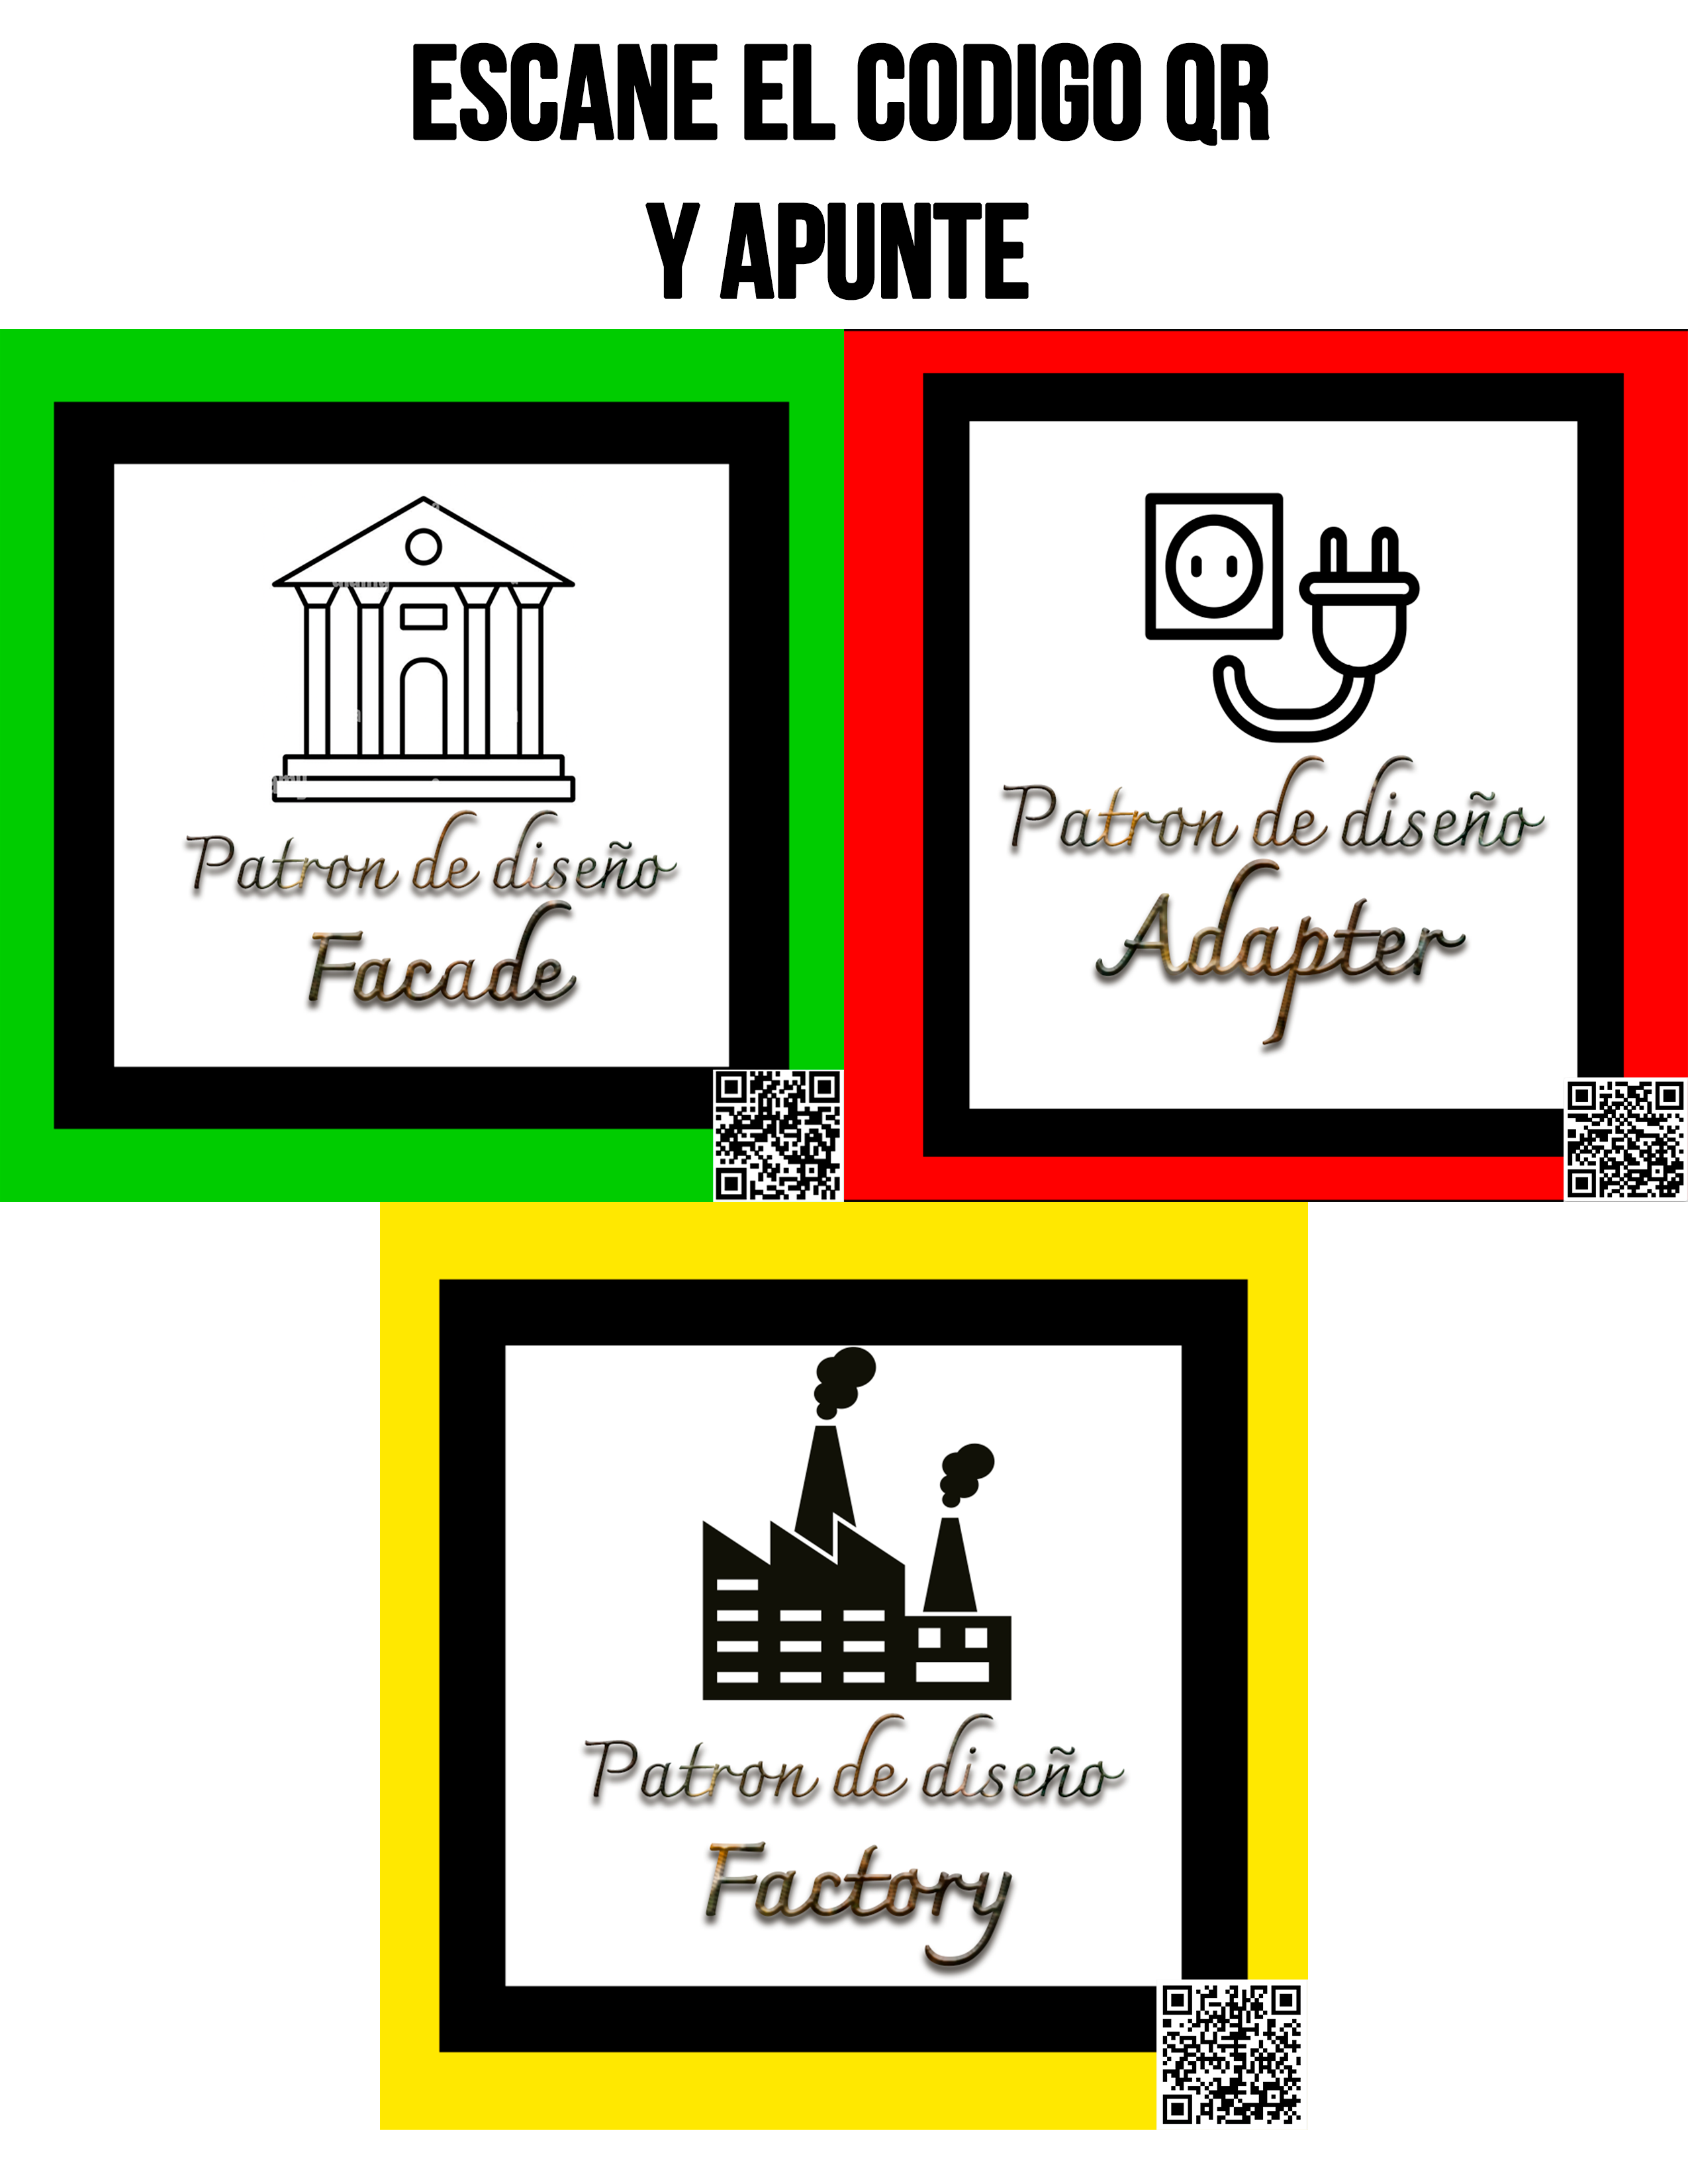 ESCANE EL CODIGO QR
Y APUNTE
Patron de diseño
Facade
Patron de diseño
Adapter
Patron de diseño
Factory